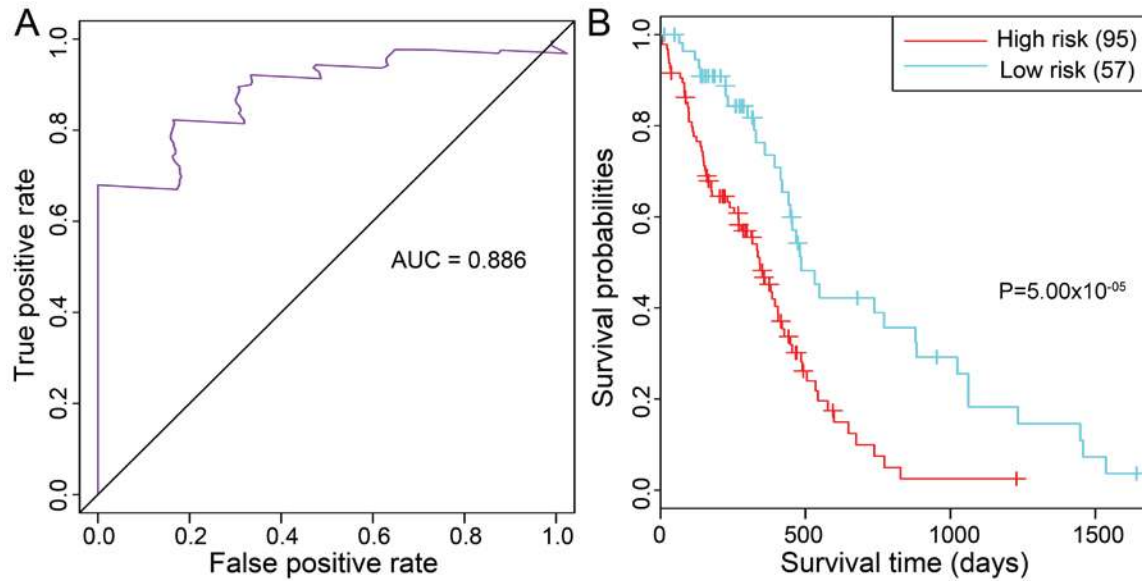 A
True positive rate
1.0
0.8
0.6
0.4
0.2
0.0
AUC = 0.886
0.0 0.2 0.4 0.6 0.8 1.0
False positive rate
B
Survival probabilities
1.0
0.8
0.6
0.4
0.2
0.0
High risk (95)
Low risk (57)
P=5.00x10⁻⁰⁵
0 500 1000 1500
Survival time (days)